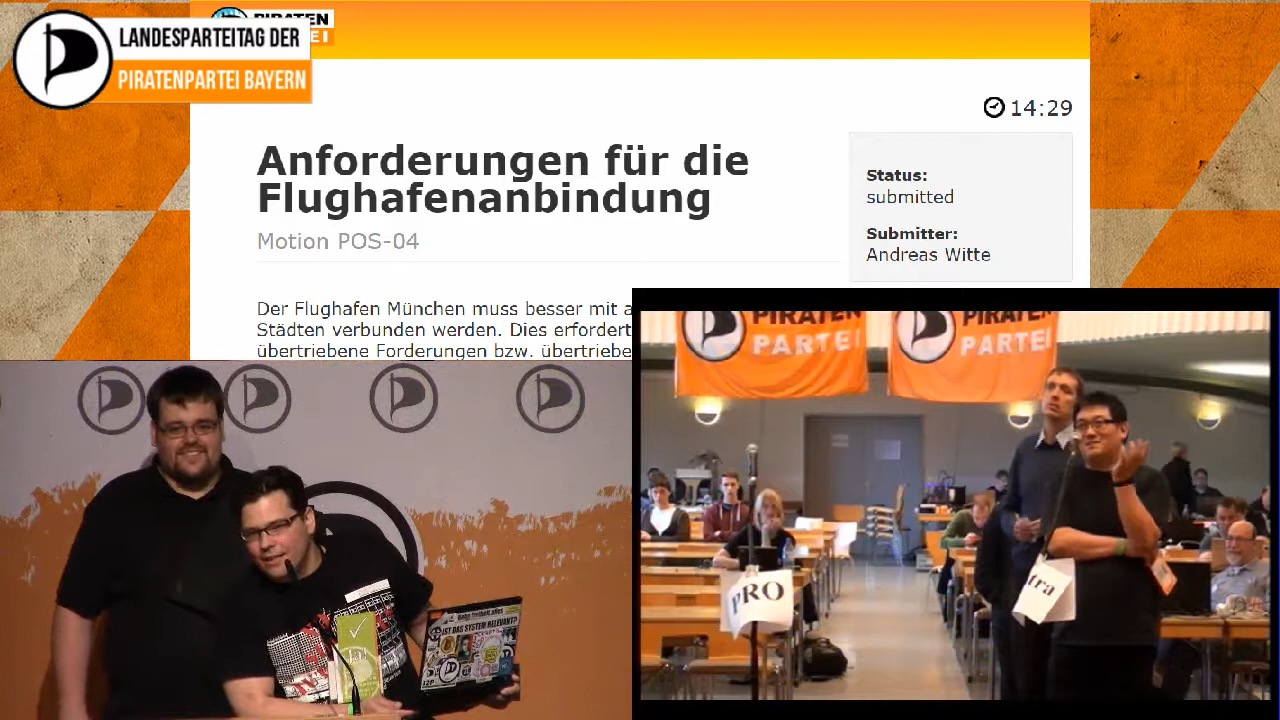 PIRATEN
LANDESPARTEITAG DER
PIRATENPARTEI BAYERN
14:29
Anforderungen für die
Flughafenanbindung
Motion POS-04
Status:
submitted
Submitter:
Andreas Witte
Der Flughafen München muss besser mit a
Städten verbunden werden. Dies erfordert
übertriebene Forderungen bzw. übertriebe
PIRATEN
PARTEI
PIRATEN
PARTEI
PRO
tra
IST DAS SYSTEM RELEVANT?